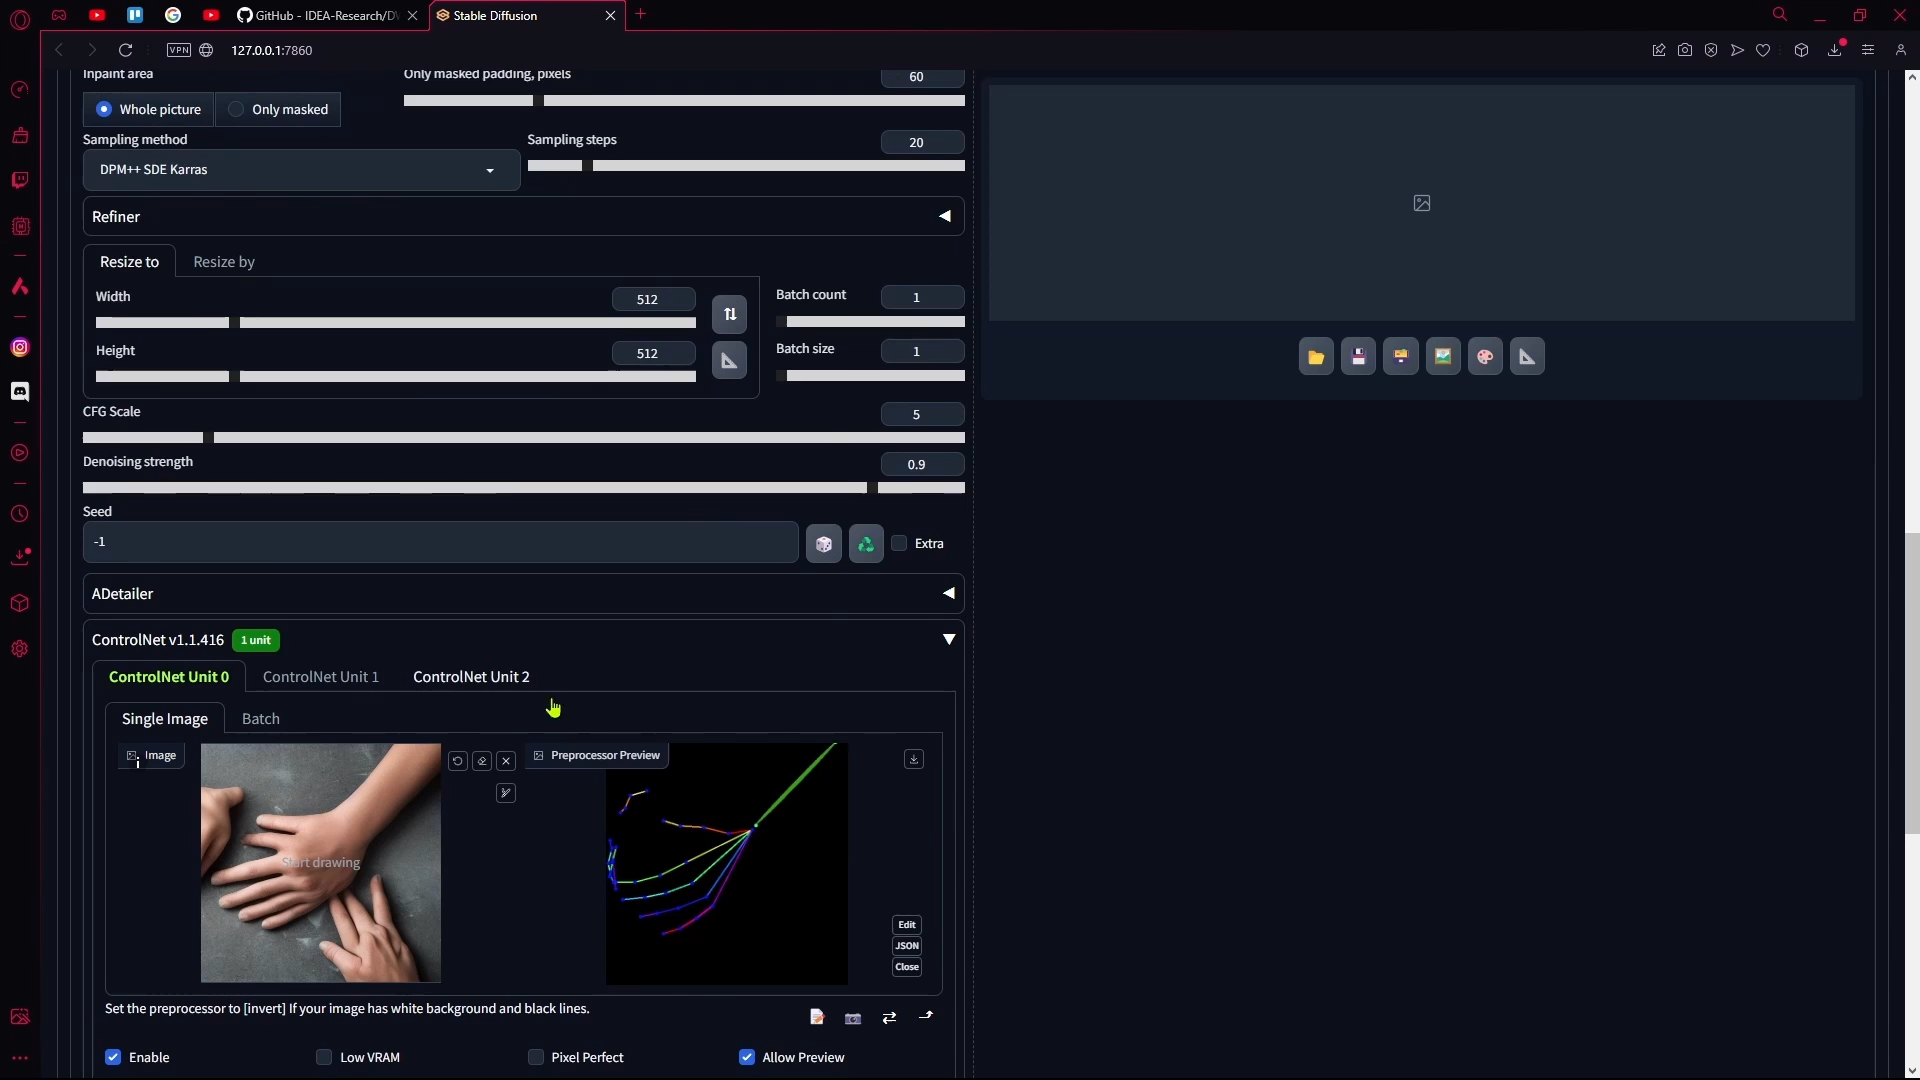 GitHub - IDEA-Research/DW
Stable Diffusion
VPN
127.0.0.1:7860
Inpaint area
Only masked padding, pixels
60
Whole picture
Only masked
Sampling method
Sampling steps
20
DPM++ SDE Karras
Refiner
Resize to
Resize by
Width
512
Batch count
1
Height
512
Batch size
1
CFG Scale
5
Denoising strength
0.9
Seed
-1
Extra
ADetailer
ControlNet v1.1.416
1 unit
ControlNet Unit 0
ControlNet Unit 1
ControlNet Unit 2
Single Image
Batch
Image
Preprocessor Preview
Start drawing
Edit
JSON
Close
Set the preprocessor to [invert] If your image has white background and black lines.
Enable
Low VRAM
Pixel Perfect
Allow Preview